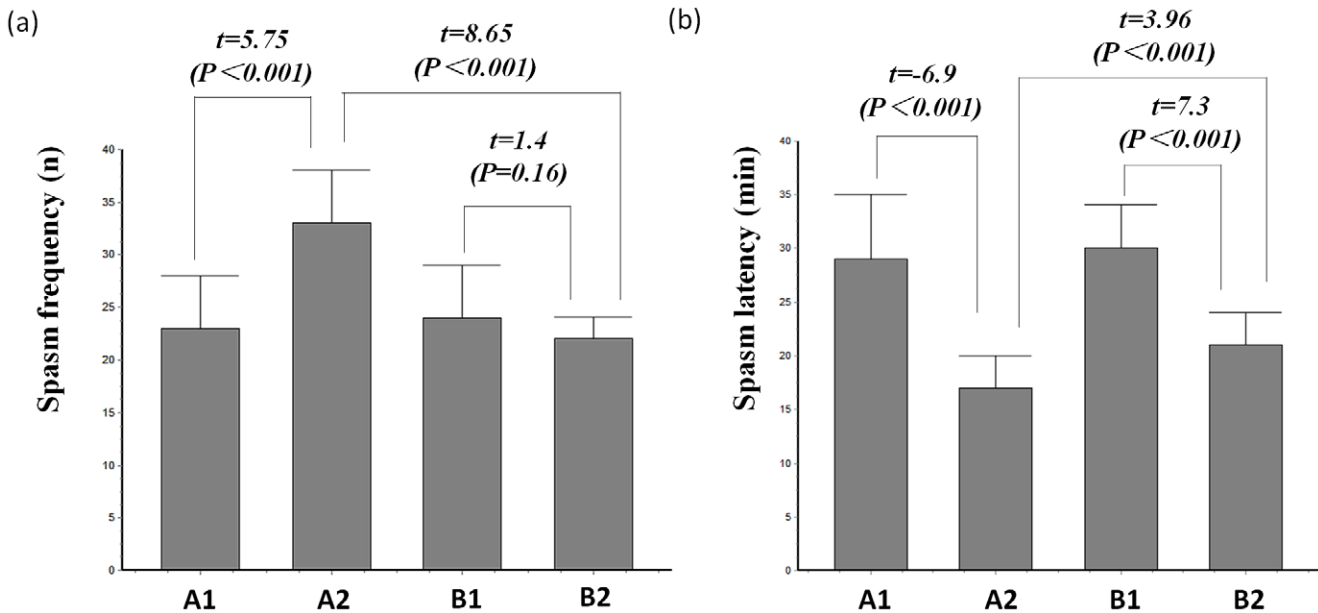 (a)
t=5.75
(P<0.001)
t=8.65
(P<0.001)
t=1.4
(P=0.16)
Spasm frequency (n)
40
35
30
25
20
15
10
5
0
A1 A2 B1 B2
(b)
t=-6.9
(P<0.001)
t=3.96
(P<0.001)
t=7.3
(P<0.001)
Spasm latency (min)
40
35
30
25
20
15
10
5
0
A1 A2 B1 B2